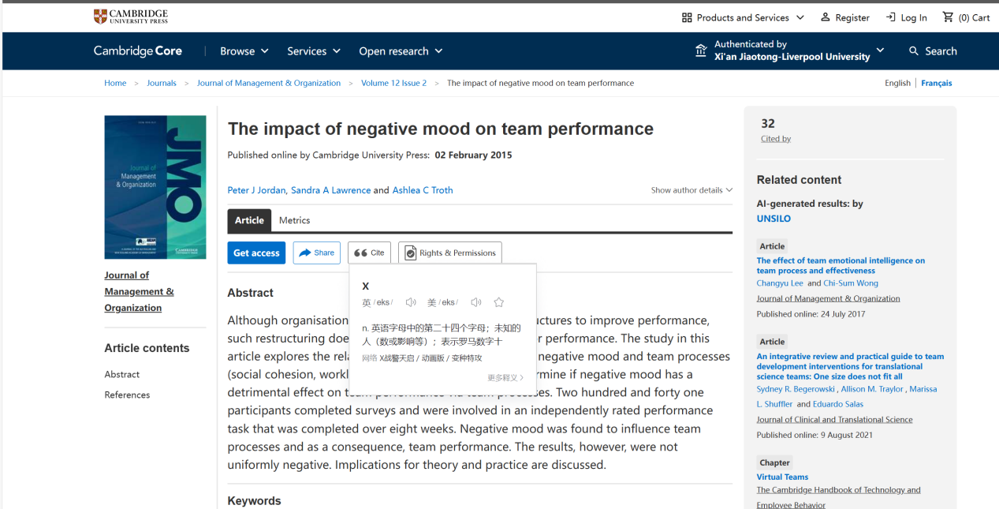 CAMBRIDGE
UNIVERSITY PRESS
Products and Services
Register
Log In
(0) Cart
Cambridge Core
Browse
Services
Open research
Authenticated by
Xi'an Jiaotong-Liverpool University
Search
Home > Journals > Journal of Management & Organization > Volume 12 Issue 2 > The impact of negative mood on team performance
English | Français
JMO
Journal of
Management
& Organization
CAMBRIDGE
Journal of
Management &
Organization
Article contents
Abstract
References
The impact of negative mood on team performance
Published online by Cambridge University Press: 02 February 2015
Peter J Jordan, Sandra A Lawrence and Ashlea C Troth
Show author details
Article
Metrics
Get access
Share
Cite
Rights & Permissions
Abstract
Although organisation
uctures to improve performance,
such restructuring doe
r performance. The study in this
article explores the rela
negative mood and team processes
(social cohesion, workl
rmine if negative mood has a
detrimental effect on team performance via team processes. Two hundred and forty one
participants completed surveys and were involved in an independently rated performance
task that was completed over eight weeks. Negative mood was found to influence team
processes and as a consequence, team performance. The results, however, were not
uniformly negative. Implications for theory and practice are discussed.
Keywords
X
英 /eks/ 美 /eks/
n. 英语字母中的第二十四个字母；未知的
人（数或影响等）；表示罗马数字十
网络 X战警天启 / 动画版 / 变种特攻
更多释义
32
Cited by
Related content
AI-generated results: by
UNSILO
Article
The effect of team emotional intelligence on
team process and effectiveness
Changyu Lee and Chi-Sum Wong
Journal of Management & Organization
Published online: 24 July 2017
Article
An integrative review and practical guide to team
development interventions for translational
science teams: One size does not fit all
Sydney R. Begerowski , Allison M. Traylor , Marissa
L. Shuffler and Eduardo Salas
Journal of Clinical and Translational Science
Published online: 9 August 2021
Chapter
Virtual Teams
The Cambridge Handbook of Technology and
Employee Behavior